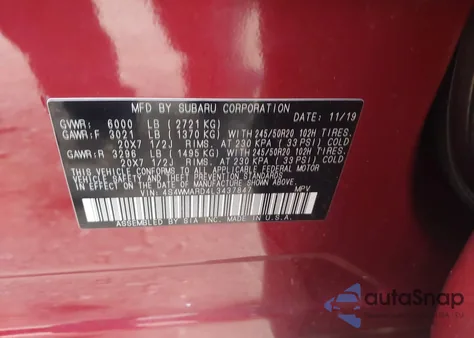 MFD BY SUBARU CORPORATION
DATE: 11/19
GVWR: 6000 LB (2721 KG)
GAWR:F 3021 LB (1370 KG) WITH 245/50R20 102H TIRES.
20X7 1/2J RIMS. AT 230 KPA ( 33 PSI) COLD.
GAWR:R 3296 LB (1495 KG) WITH 245/50R20 102H TIRES.
20X7 1/2J RIMS. AT 230 KPA ( 33 PSI) COLD.
THIS VEHICLE CONFORMS TO ALL APPLICABLE FEDERAL MOTOR
VEHICLE SAFETY STANDARDS IN EFFECT ON THE DATE OF
MANUFACTURE SHOWN ABOVE.
VIN: MPV
ASSEMBLED BY SIA INC. MADE IN U.S.A.
autoSnap